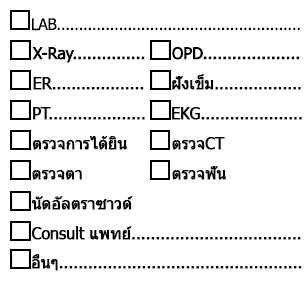 ☐LAB......................................................
☐X-Ray............... ☐OPD....................
☐ER................... ☐ฝังเข็ม..................
☐PT.................... ☐EKG.....................
☐ตรวจการได้ยิน ☐ตรวจCT
☐ตรวจตา ☐ตรวจฟัน
☐นัดอัลตราซาวด์
☐Consult แพทย์...................................
☐อื่นๆ..................................................